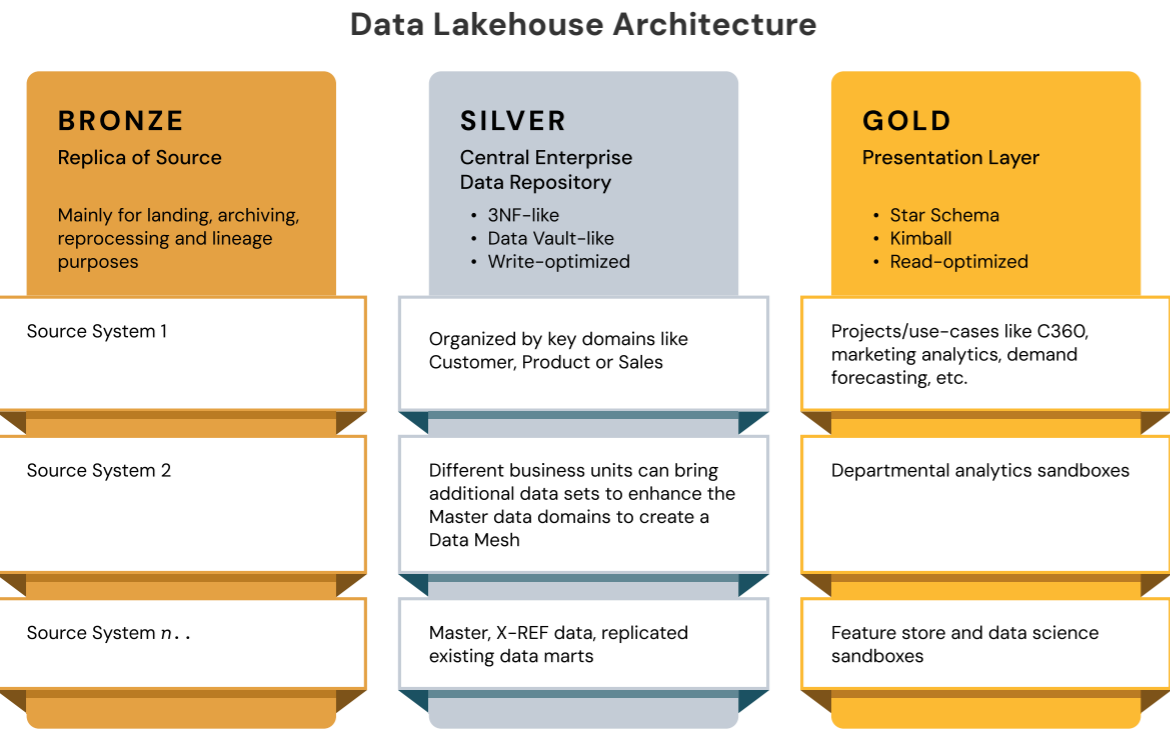 Data Lakehouse Architecture
BRONZE
Replica of Source
Mainly for landing, archiving,
reprocessing and lineage
purposes
Source System 1
Source System 2
Source System n . .
SILVER
Central Enterprise
Data Repository
• 3NF-like
• Data Vault-like
• Write-optimized
Organized by key domains like
Customer, Product or Sales
Different business units can bring
additional data sets to enhance the
Master data domains to create a
Data Mesh
Master, X-REF data, replicated
existing data marts
GOLD
Presentation Layer
• Star Schema
• Kimball
• Read-optimized
Projects/use-cases like C360,
marketing analytics, demand
forecasting, etc.
Departmental analytics sandboxes
Feature store and data science
sandboxes